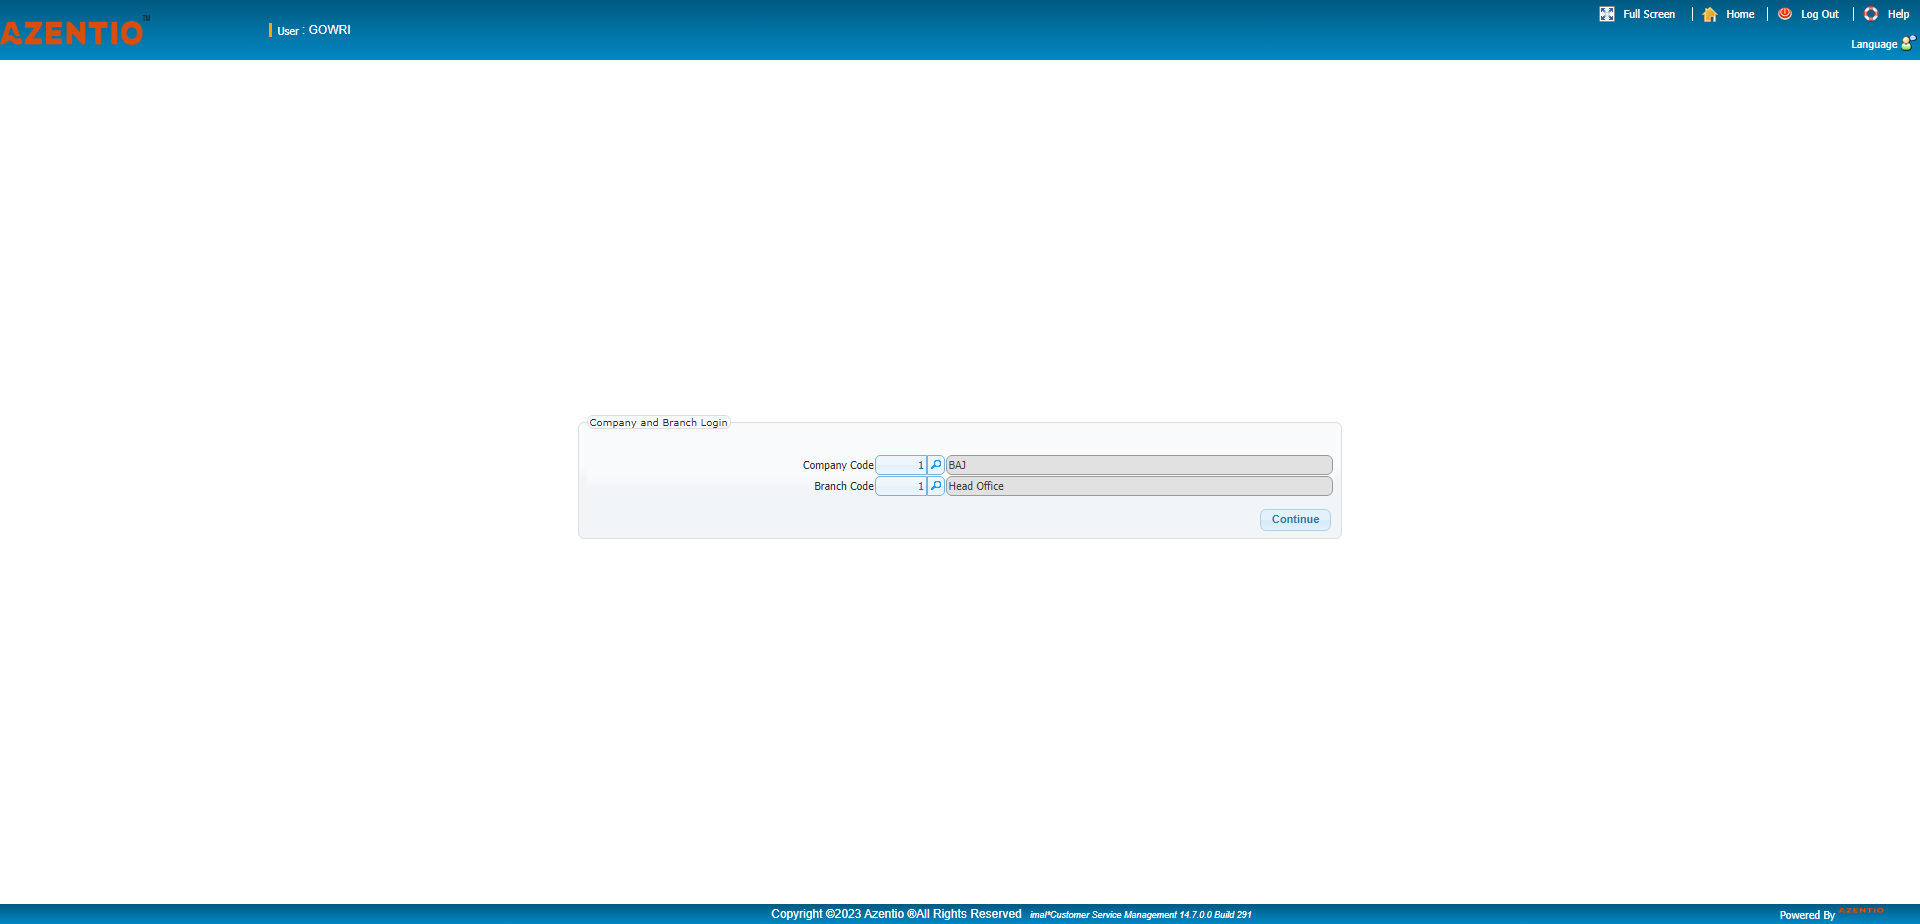 AZENTIO™
User : GOWRI
Full Screen
Home
Log Out
Help
Language
Company and Branch Login
Company Code 1 BAJ
Branch Code 1 Head Office
Continue
Copyright ©2023 Azentio ®All Rights Reserved imal*Customer Service Management 14.7.0.0 Build 291
Powered By AZENTIO